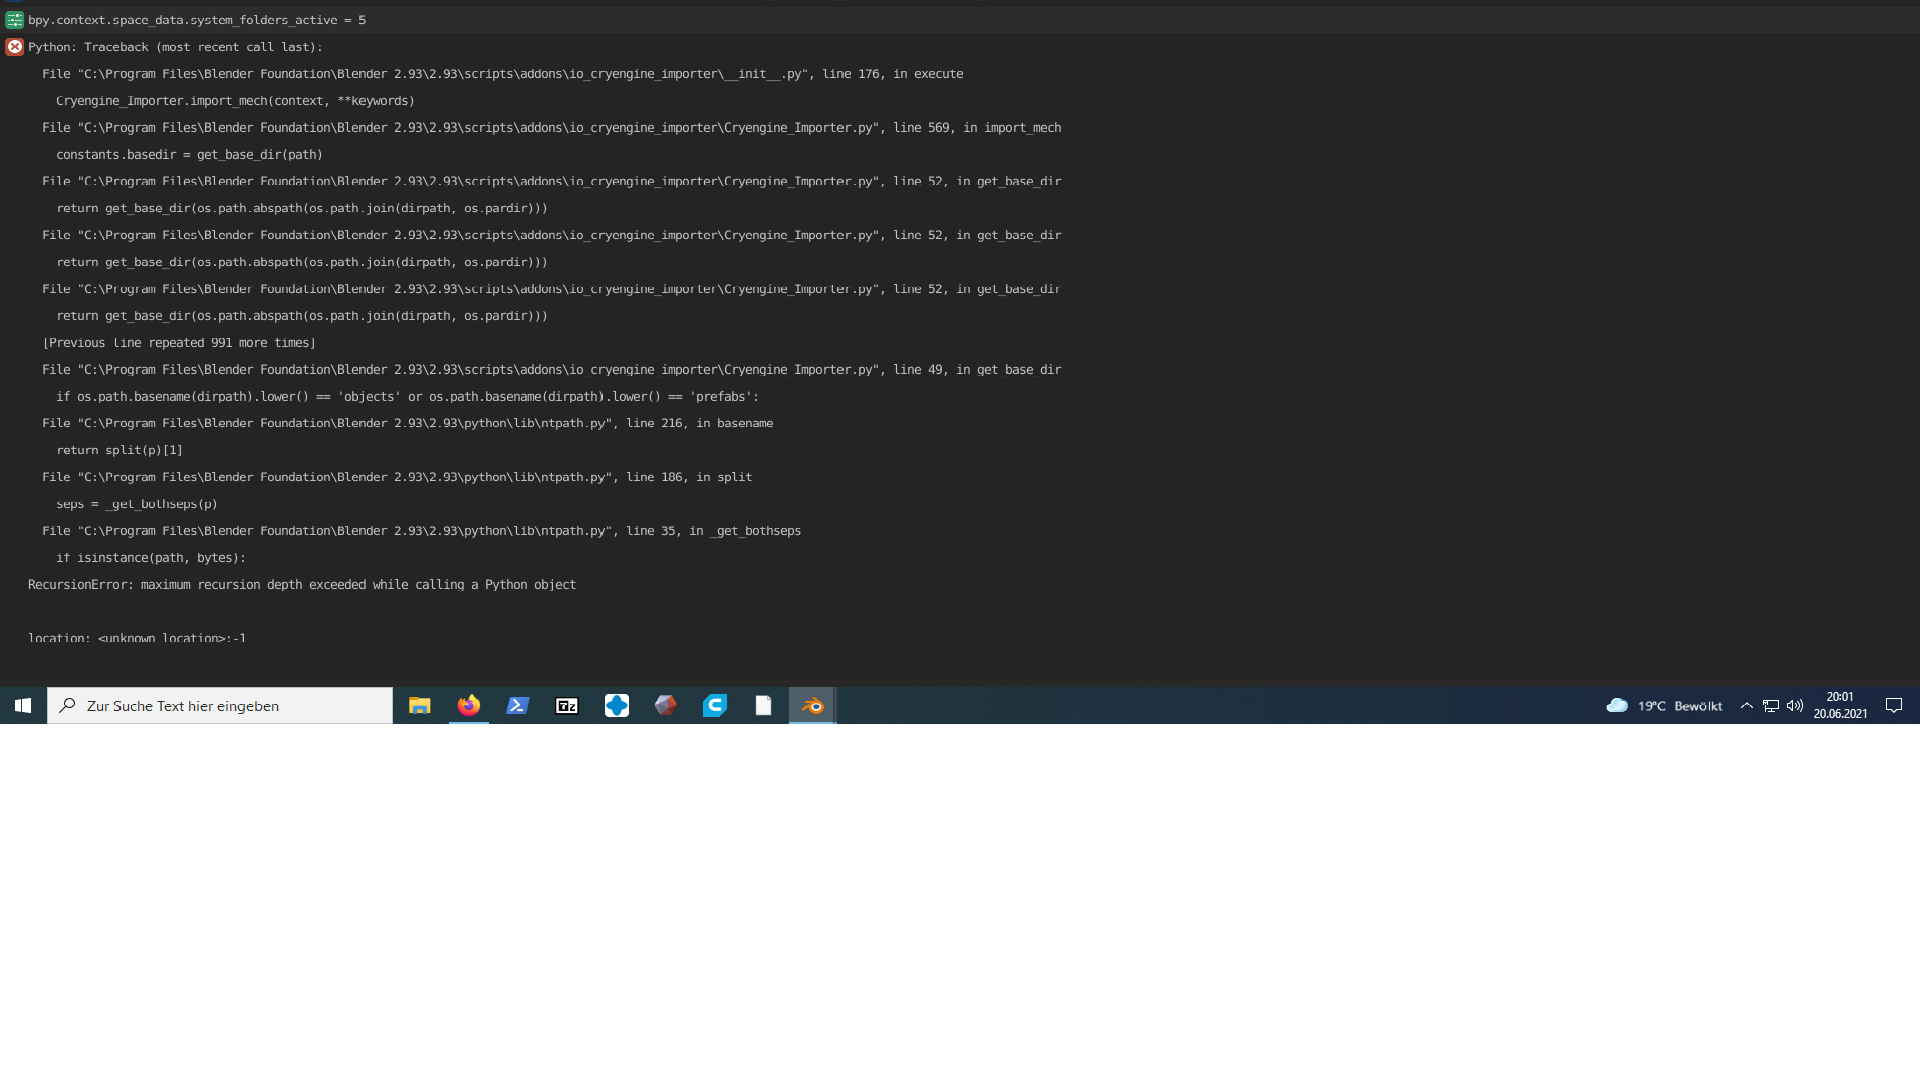 bpy.context.space_data.system_folders_active = 5
Python: Traceback (most recent call last):
File "C:\Program Files\Blender Foundation\Blender 2.93\2.93\scripts\addons\io_cryengine_importer\__init__.py", line 176, in execute
Cryengine_Importer.import_mech(context, **keywords)
File "C:\Program Files\Blender Foundation\Blender 2.93\2.93\scripts\addons\io_cryengine_importer\Cryengine_Importer.py", line 569, in import_mech
constants.basedir = get_base_dir(path)
File "C:\Program Files\Blender Foundation\Blender 2.93\2.93\scripts\addons\io_cryengine_importer\Cryengine_Importer.py", line 52, in get_base_dir
return get_base_dir(os.path.abspath(os.path.join(dirpath, os.pardir)))
File "C:\Program Files\Blender Foundation\Blender 2.93\2.93\scripts\addons\io_cryengine_importer\Cryengine_Importer.py", line 52, in get_base_dir
return get_base_dir(os.path.abspath(os.path.join(dirpath, os.pardir)))
File "C:\Program Files\Blender Foundation\Blender 2.93\2.93\scripts\addons\io_cryengine_importer\Cryengine_Importer.py", line 52, in get_base_dir
return get_base_dir(os.path.abspath(os.path.join(dirpath, os.pardir)))
[Previous line repeated 991 more times]
File "C:\Program Files\Blender Foundation\Blender 2.93\2.93\scripts\addons\io_cryengine_importer\Cryengine_Importer.py", line 49, in get_base_dir
if os.path.basename(dirpath).lower() == 'objects' or os.path.basename(dirpath).lower() == 'prefabs':
File "C:\Program Files\Blender Foundation\Blender 2.93\2.93\python\lib\ntpath.py", line 216, in basename
return split(p)[1]
File "C:\Program Files\Blender Foundation\Blender 2.93\2.93\python\lib\ntpath.py", line 186, in split
seps = _get_bothseps(p)
File "C:\Program Files\Blender Foundation\Blender 2.93\2.93\python\lib\ntpath.py", line 35, in _get_bothseps
if isinstance(path, bytes):
RecursionError: maximum recursion depth exceeded while calling a Python object
location: <unknown location>:-1
Zur Suche Text hier eingeben
Tz
19°C Bewölkt
20:01
20.06.2021